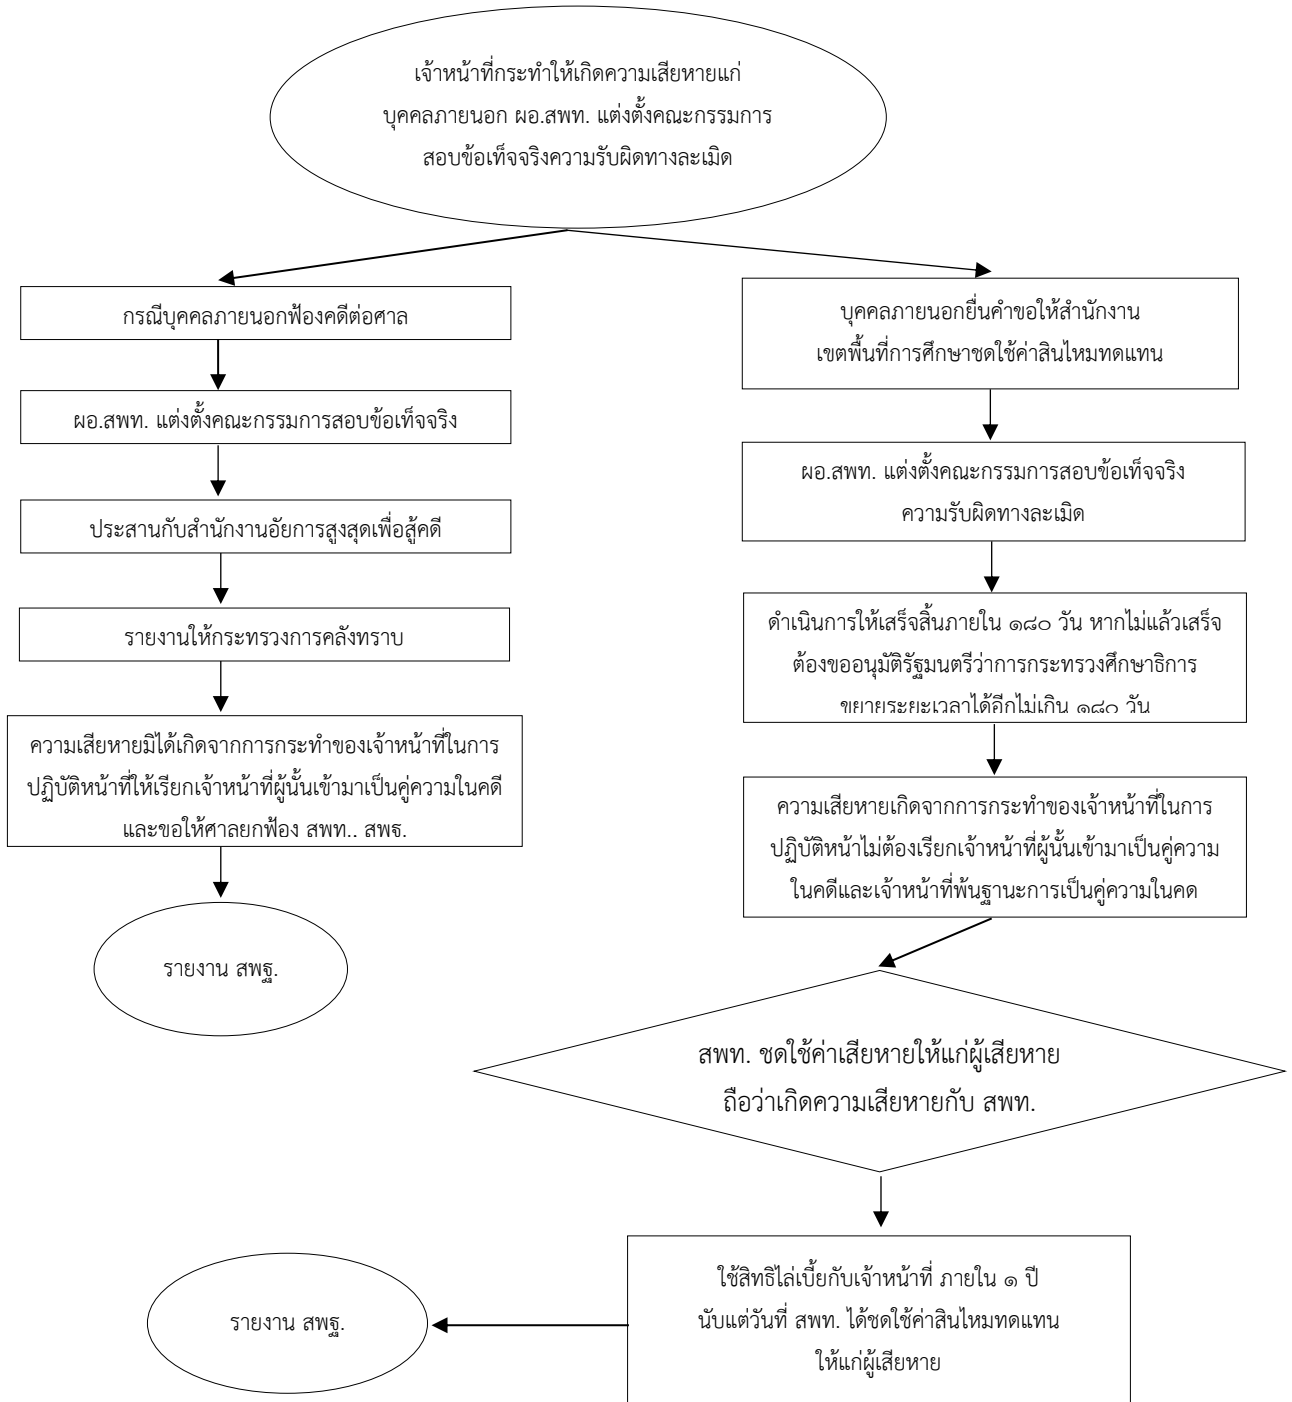 เจ้าหน้าที่กระทำให้เกิดความเสียหายแก่
บุคคลภายนอก ผอ.สพท. แต่งตั้งคณะกรรมการ
สอบข้อเท็จจริงความรับผิดทางละเมิด
กรณีบุคคลภายนอกฟ้องคดีต่อศาล
ผอ.สพท. แต่งตั้งคณะกรรมการสอบข้อเท็จจริง
ประสานกับสำนักงานอัยการสูงสุดเพื่อสู้คดี
รายงานให้กระทรวงการคลังทราบ
ความเสียหายมิได้เกิดจากการกระทำของเจ้าหน้าที่ในการ
ปฏิบัติหน้าที่ให้เรียกเจ้าหน้าที่ผู้นั้นเข้ามาเป็นคู่ความในคดี
และขอให้ศาลยกฟ้อง สพท.. สพฐ.
รายงาน สพฐ.
บุคคลภายนอกยื่นคำขอให้สำนักงาน
เขตพื้นที่การศึกษาชดใช้ค่าสินไหมทดแทน
ผอ.สพท. แต่งตั้งคณะกรรมการสอบข้อเท็จจริง
ความรับผิดทางละเมิด
ดำเนินการให้เสร็จสิ้นภายใน ๑๘๐ วัน หากไม่แล้วเสร็จ
ต้องขออนุมัติรัฐมนตรีว่าการกระทรวงศึกษาธิการ
ขยายระยะเวลาได้อีกไม่เกิน ๑๘๐ วัน
ความเสียหายเกิดจากการกระทำของเจ้าหน้าที่ในการ
ปฏิบัติหน้าไม่ต้องเรียกเจ้าหน้าที่ผู้นั้นเข้ามาเป็นคู่ความ
ในคดีและเจ้าหน้าที่พ้นฐานะการเป็นคู่ความในคด
สพท. ชดใช้ค่าเสียหายให้แก่ผู้เสียหาย
ถือว่าเกิดความเสียหายกับ สพท.
ใช้สิทธิไล่เบี้ยกับเจ้าหน้าที่ ภายใน ๑ ปี
นับแต่วันที่ สพท. ได้ชดใช้ค่าสินไหมทดแทน
ให้แก่ผู้เสียหาย
รายงาน สพฐ.